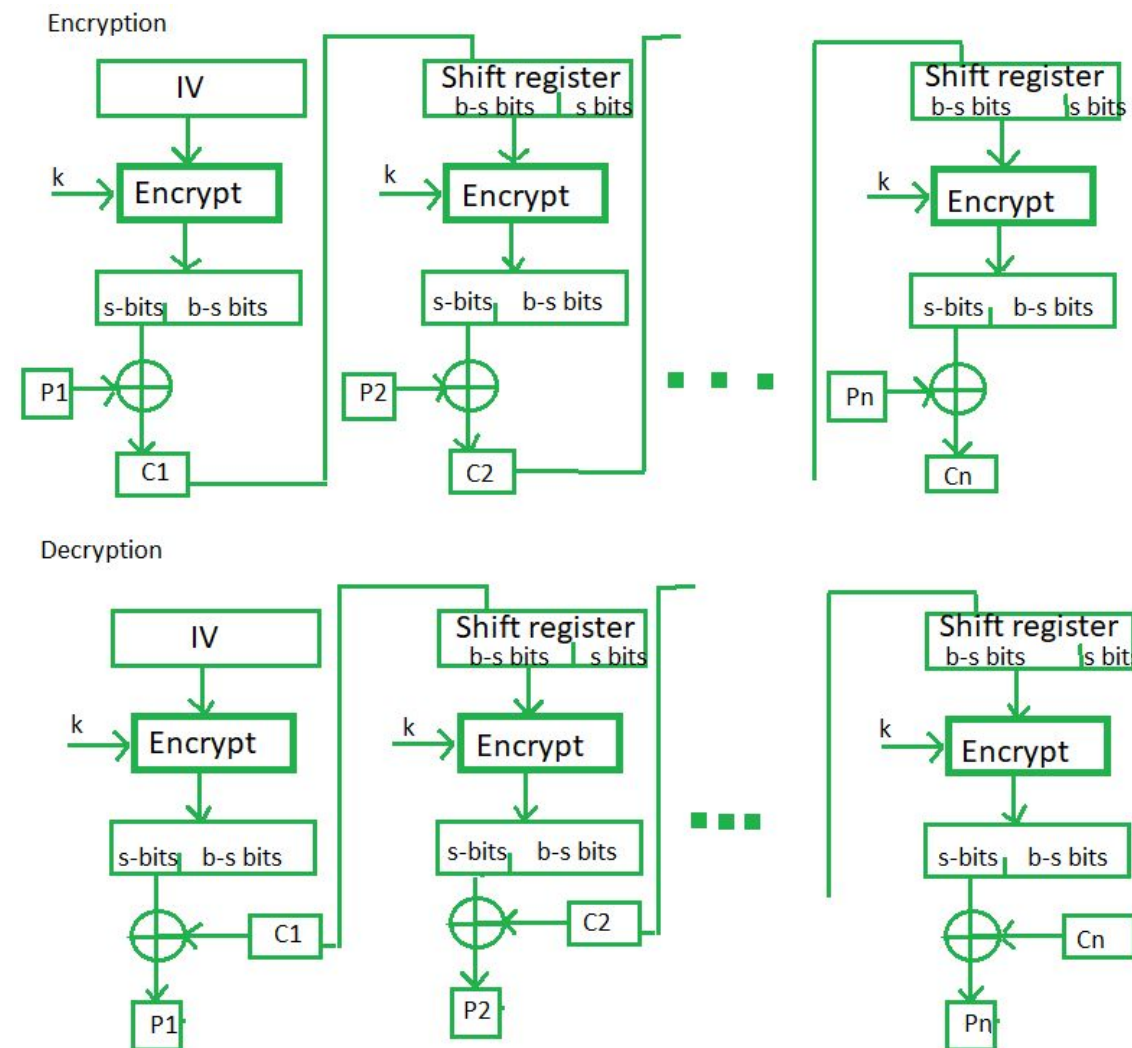 Encryption
IV
Shift register
b-s bits s bits
Shift register
b-s bits s bits
k
Encrypt
k
Encrypt
k
Encrypt
s-bits b-s bits
s-bits b-s bits
s-bits b-s bits
P1
P2
Pn
C1
C2
Cn
Decryption
IV
Shift register
b-s bits s bits
Shift register
b-s bits s bits
k
Encrypt
k
Encrypt
k
Encrypt
s-bits b-s bits
s-bits b-s bits
s-bits b-s bits
C1
C2
Cn
P1
P2
Pn